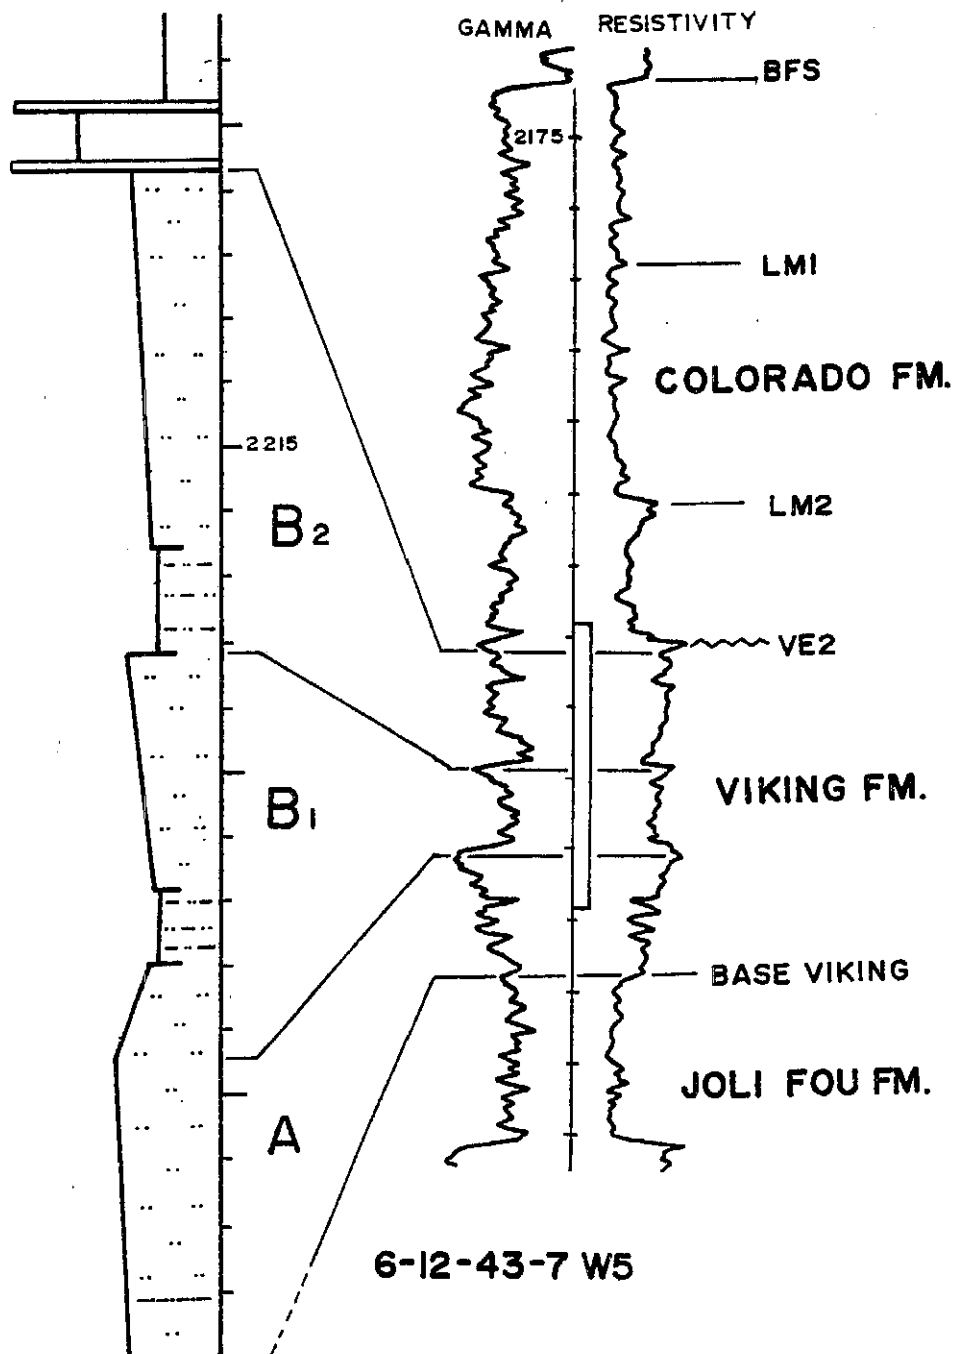 GAMMA RESISTIVITY
BFS
2175
LM1
COLORADO FM.
2215
LM2
B2
VE2
VIKING FM.
B1
BASE VIKING
JOLI FOU FM.
A
6-12-43-7 W5